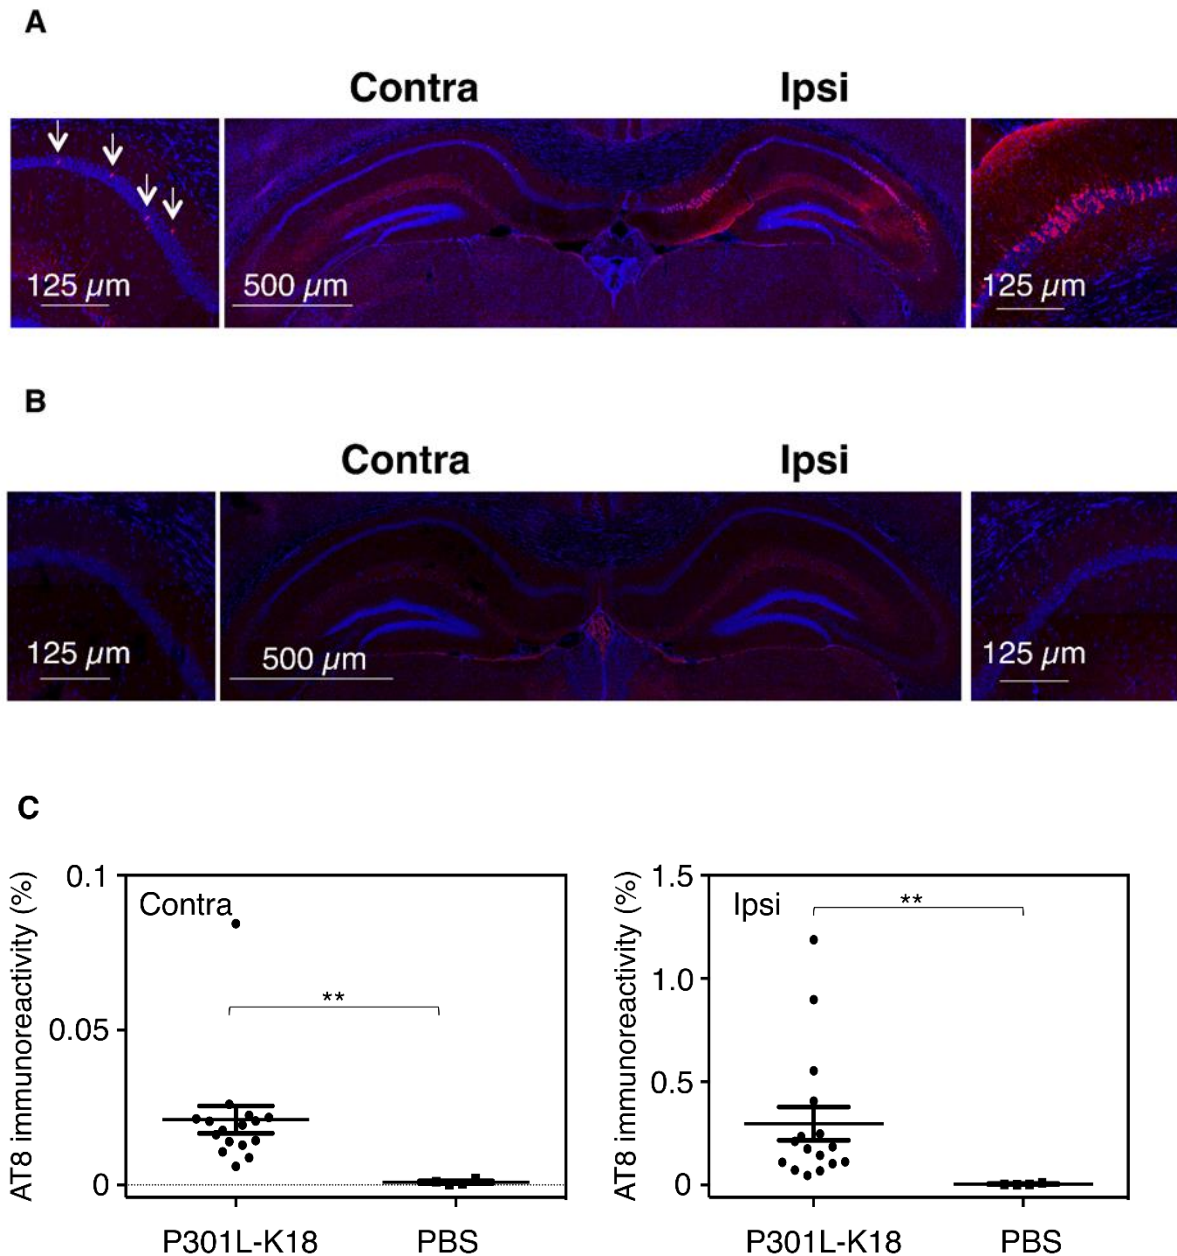 A
Contra Ipsi
125 µm 500 µm 125 µm
B
Contra Ipsi
125 µm 500 µm 125 µm
C
AT8 immunoreactivity (%)
0.1
0.05
0
Contra
**
P301L-K18 PBS
AT8 immunoreactivity (%)
1.5
1.0
0.5
0
Ipsi
**
P301L-K18 PBS